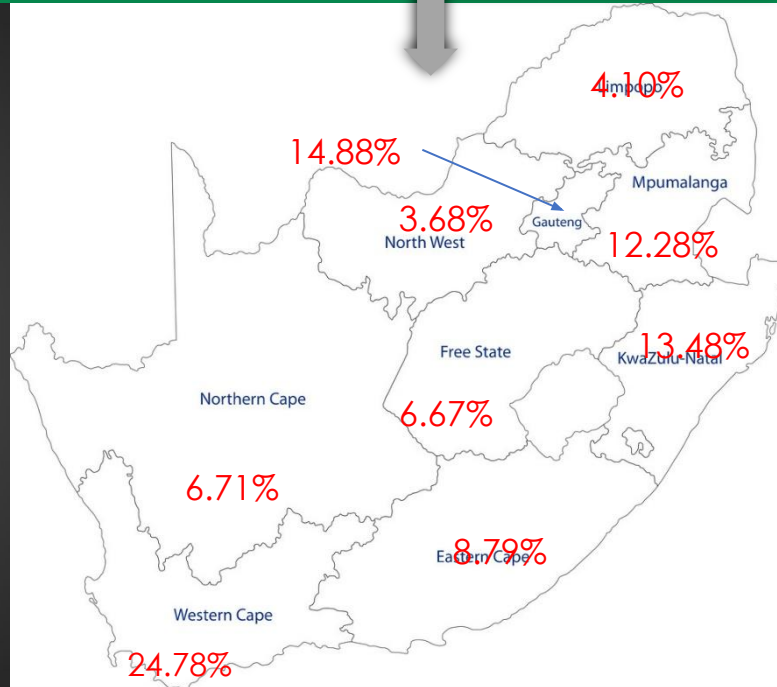 4.10%
Limpopo
14.88%
Mpumalanga
3.68%
Gauteng
North West
12.28%
13.48%
Free State
KwaZulu-Natal
Northern Cape
6.67%
6.71%
8.79%
Eastern Cape
Western Cape
24.78%